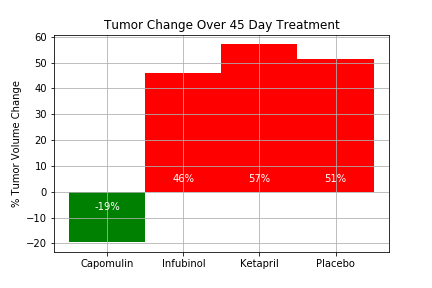 Tumor Change Over 45 Day Treatment
% Tumor Volume Change
60
50
40
30
20
10
0
−10
−20
46% 57% 51%
-19%
Capomulin Infubinol Ketapril Placebo